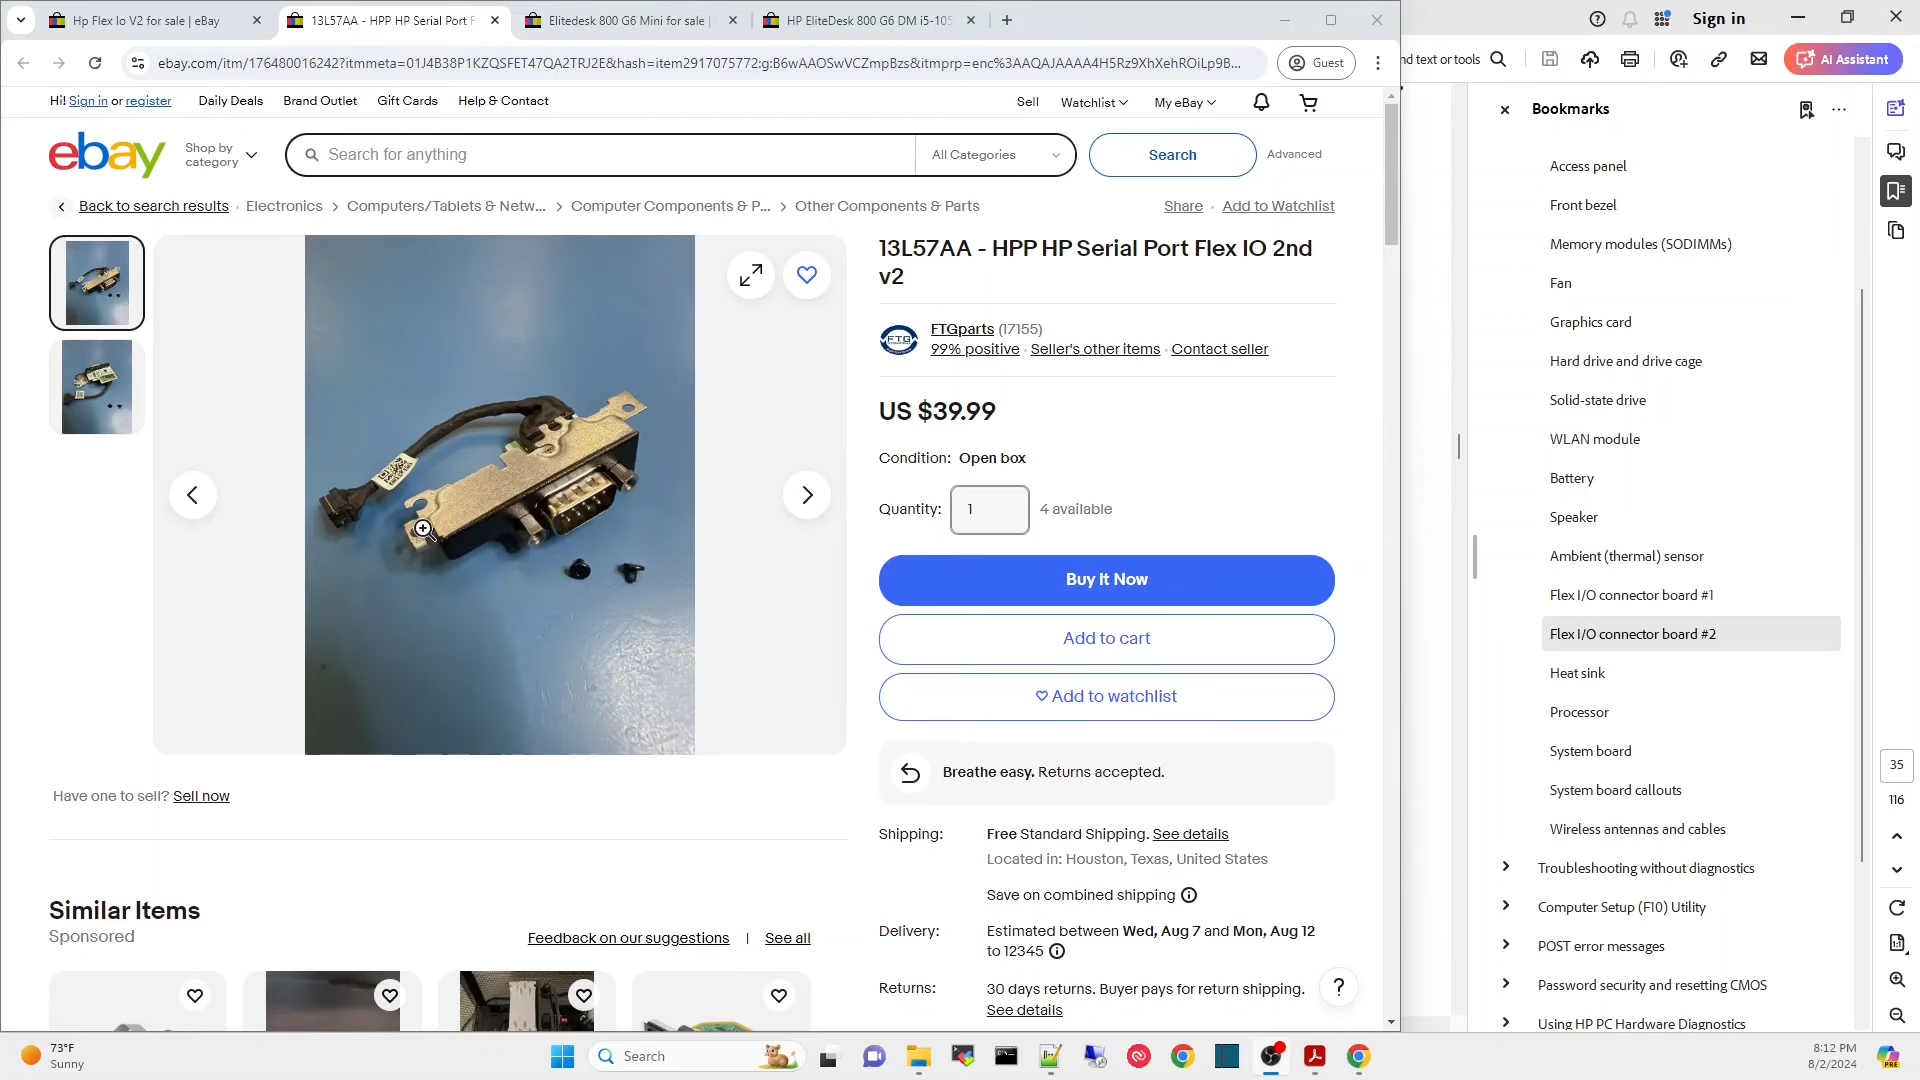 Hp Flex Io V2 for sale | eBay
13L57AA - HPP HP Serial Port F
Elitedesk 800 G6 Mini for sale |
HP EliteDesk 800 G6 DM i5-105
ebay.com/itm/176480016242?itmmeta=01J4B38P1KZQSFET47QA2TRJ2E&hash=item2917075772:g:B6wAAOSwVCZmpBzs&itmprp=enc%3AAQAJAAAA4H5Rz9XhXehROiLp9B...
Guest
Hi! Sign in or register
Daily Deals
Brand Outlet
Gift Cards
Help & Contact
Sell
Watchlist
My eBay
ebay
Shop by
category
Search for anything
All Categories
Search
Advanced
Back to search results
Electronics
Computers/Tablets & Netw...
Computer Components & P...
Other Components & Parts
Share
Add to Watchlist
13L57AA - HPP HP Serial Port Flex IO 2nd
v2
FTG
FTGparts (17155)
99% positive · Seller's other items · Contact seller
US $39.99
Condition: Open box
Quantity: 1 4 available
Buy It Now
Add to cart
Add to watchlist
Breathe easy. Returns accepted.
Have one to sell? Sell now
Shipping: Free Standard Shipping. See details
Located in: Houston, Texas, United States
Save on combined shipping
Delivery: Estimated between Wed, Aug 7 and Mon, Aug 12
to 12345
Returns: 30 days returns. Buyer pays for return shipping.
See details
Similar Items
Sponsored
Feedback on our suggestions | See all
Sign in
nd text or tools
AI Assistant
Bookmarks
Access panel
Front bezel
Memory modules (SODIMMs)
Fan
Graphics card
Hard drive and drive cage
Solid-state drive
WLAN module
Battery
Speaker
Ambient (thermal) sensor
Flex I/O connector board #1
Flex I/O connector board #2
Heat sink
Processor
System board
System board callouts
Wireless antennas and cables
Troubleshooting without diagnostics
Computer Setup (F10) Utility
POST error messages
Password security and resetting CMOS
Using HP PC Hardware Diagnostics
35
116
73°F
Sunny
Search
8:12 PM
8/2/2024
PRE